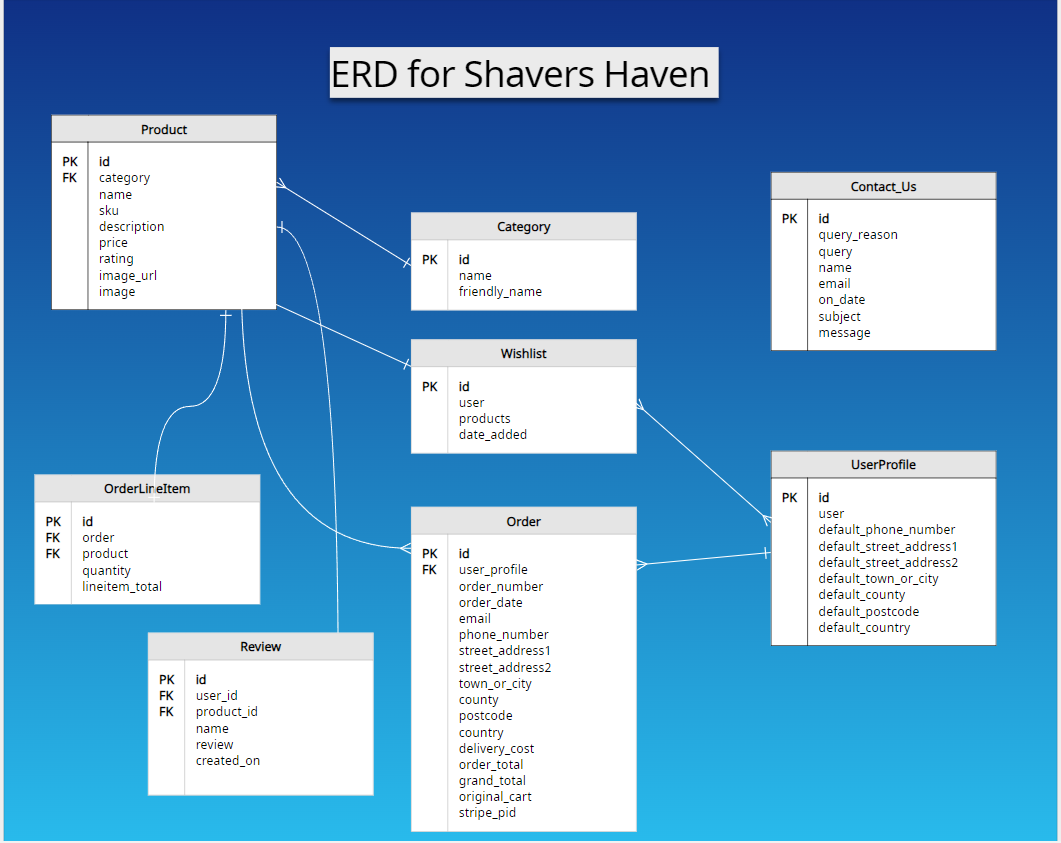 ERD for Shavers Haven
Product
PK id
FK category
name
sku
description
price
rating
image_url
image
Category
PK id
name
friendly_name
Contact_Us
PK id
query_reason
query
name
email
on_date
subject
message
Wishlist
PK id
user
products
date_added
UserProfile
PK id
user
default_phone_number
default_street_address1
default_street_address2
default_town_or_city
default_county
default_postcode
default_country
OrderLineItem
PK id
FK order
FK product
quantity
lineitem_total
Order
PK id
FK user_profile
order_number
order_date
email
phone_number
street_address1
street_address2
town_or_city
county
postcode
country
delivery_cost
order_total
grand_total
original_cart
stripe_pid
Review
PK id
FK user_id
FK product_id
name
review
created_on